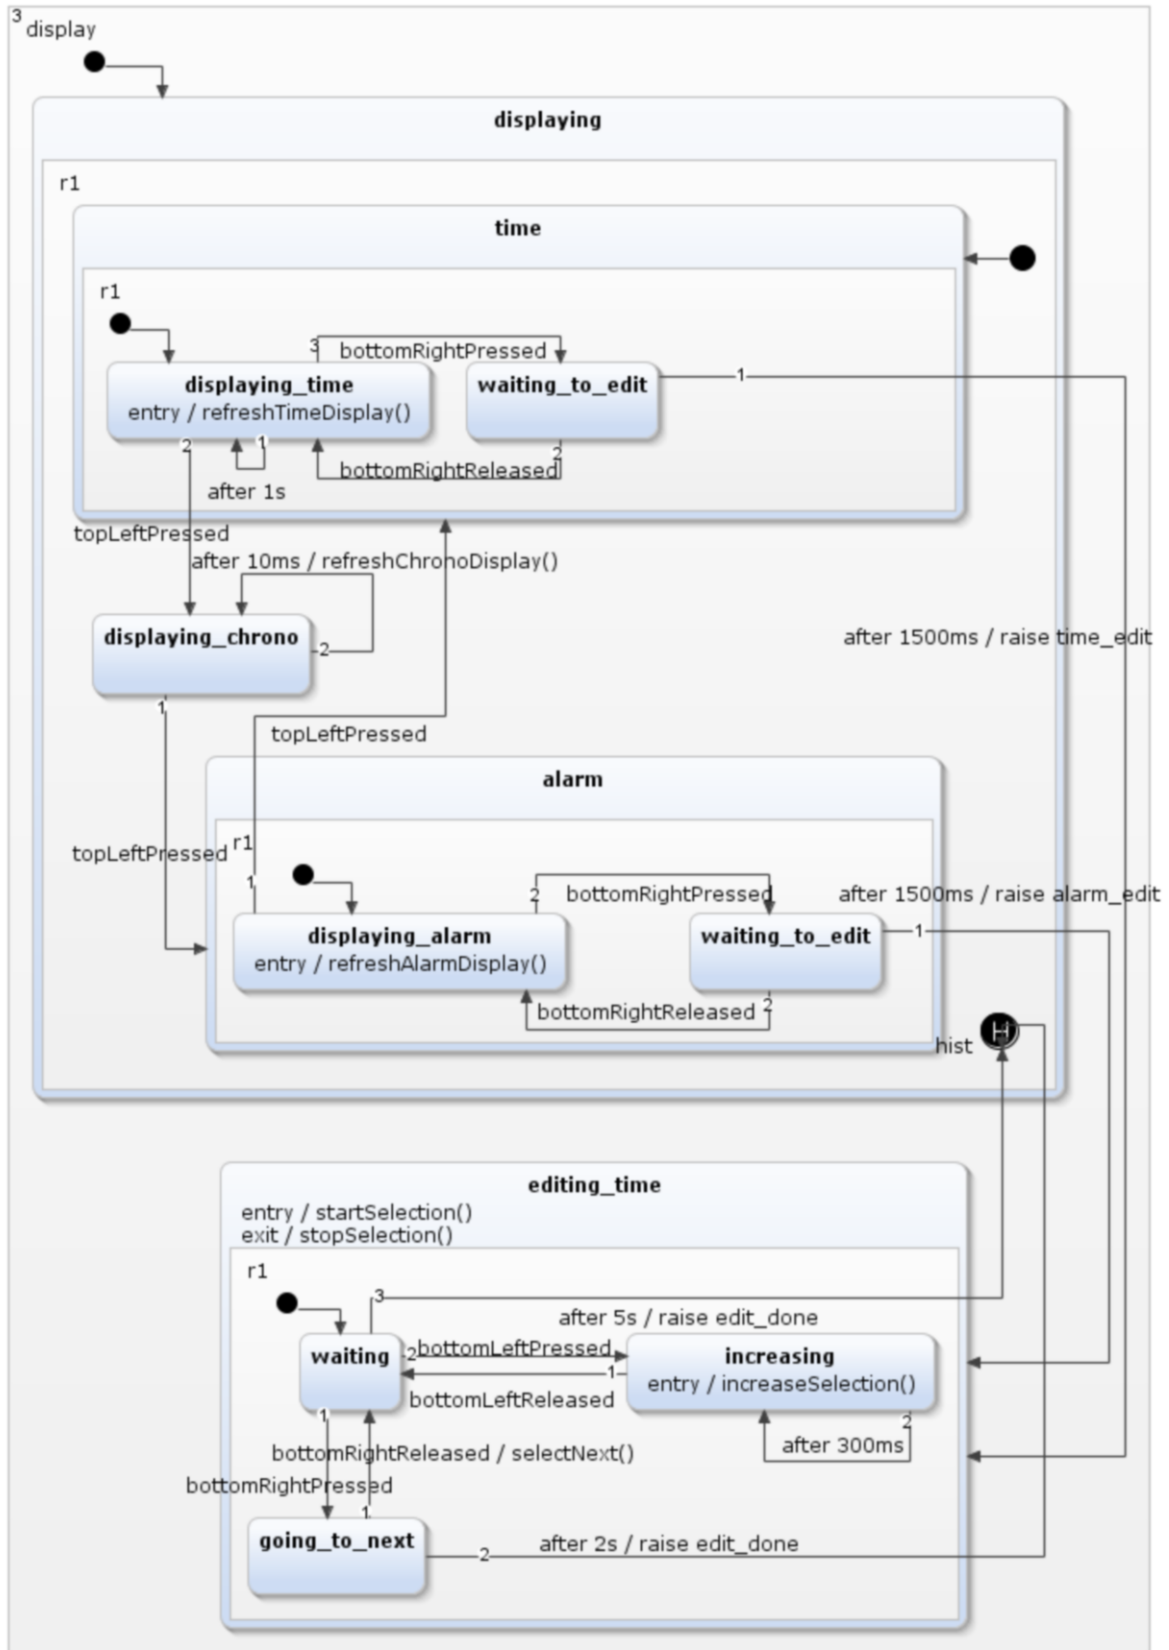 3
display
displaying
r1
time
r1
3
bottomRightPressed
displaying_time
entry / refreshTimeDisplay()
waiting_to_edit
1
2
1
2
bottomRightReleased
after 1s
topLeftPressed
after 10ms / refreshChronoDisplay()
displaying_chrono
2
after 1500ms / raise time_edit
1
topLeftPressed
alarm
r1
topLeftPressed
1
2
bottomRightPressed
after 1500ms / raise alarm_edit
displaying_alarm
entry / refreshAlarmDisplay()
waiting_to_edit
1
2
bottomRightReleased
H
hist
editing_time
entry / startSelection()
exit / stopSelection()
r1
3
after 5s / raise edit_done
waiting
2
bottomLeftPressed
increasing
entry / increaseSelection()
1
bottomLeftReleased
1
2
after 300ms
bottomRightReleased / selectNext()
bottomRightPressed
1
going_to_next
2
after 2s / raise edit_done